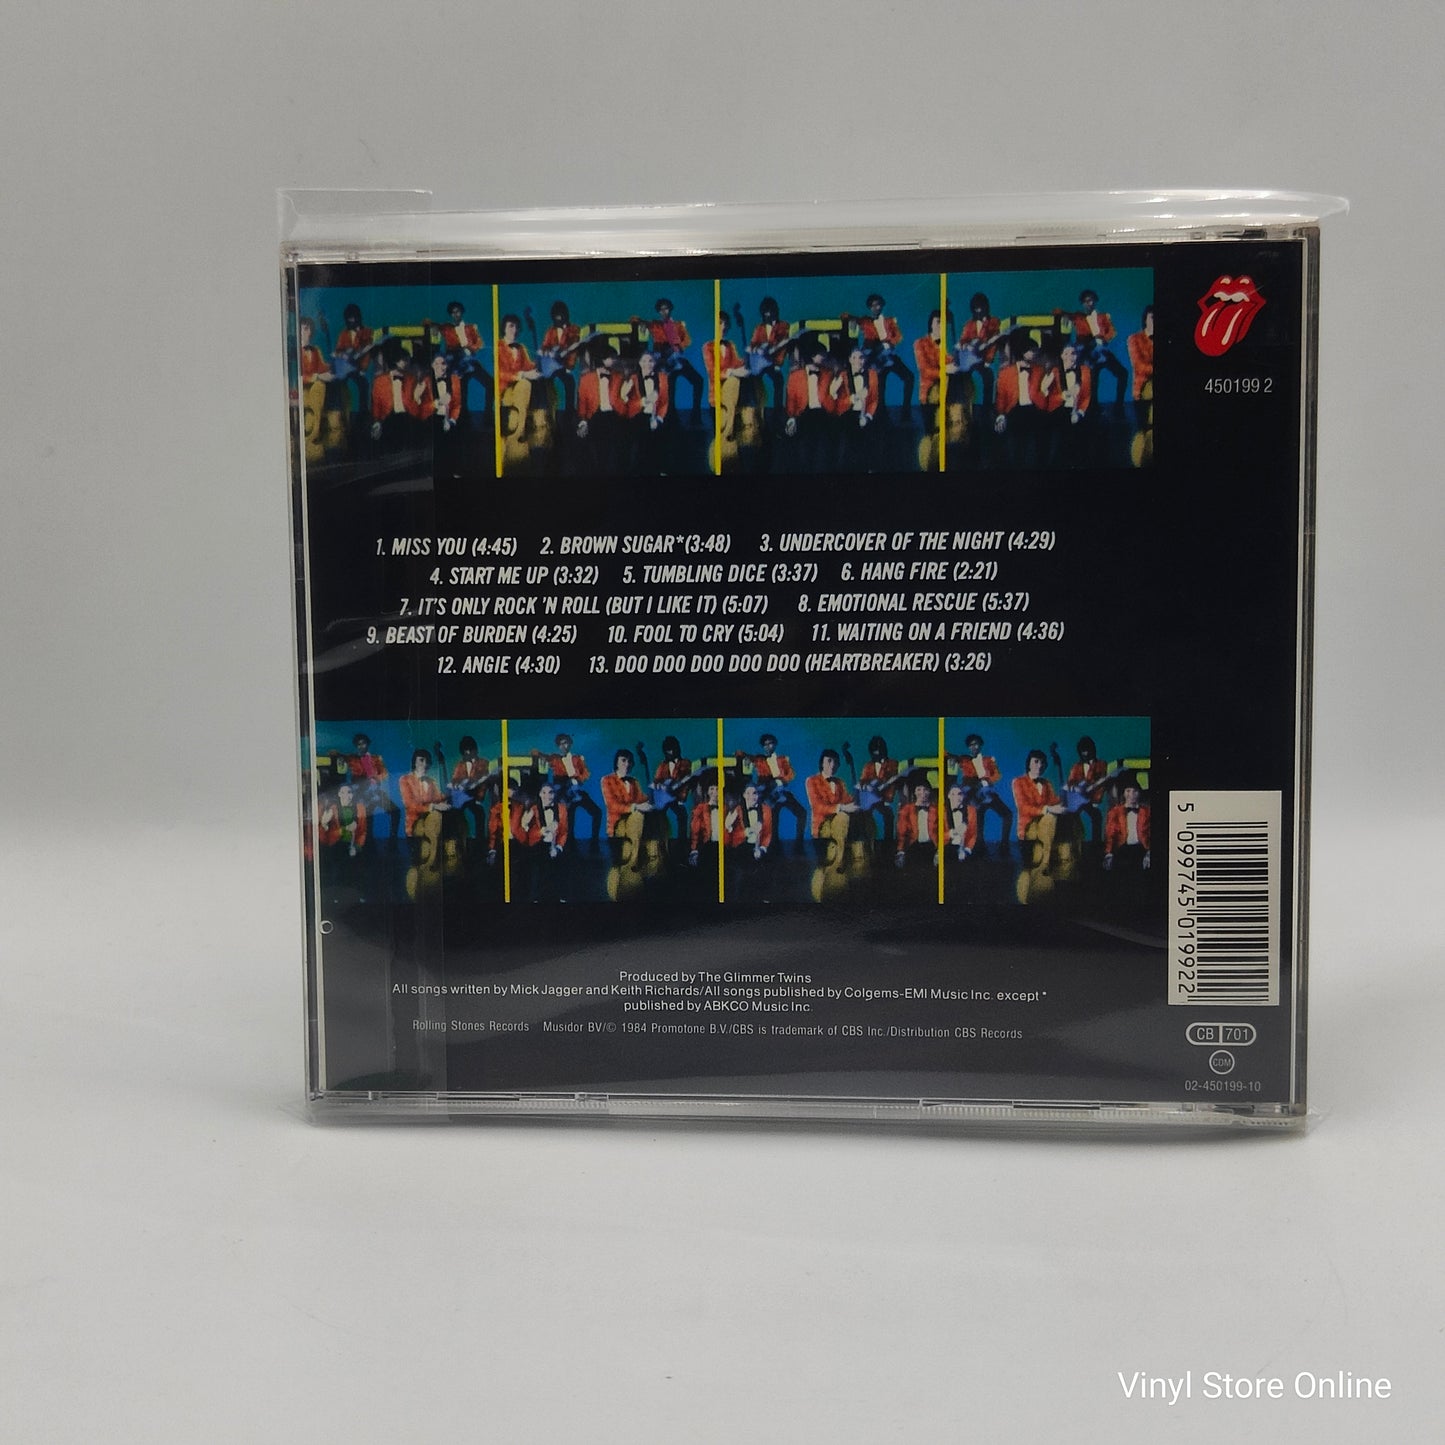 450199 2
1. MISS YOU (4:45) 2. BROWN SUGAR*(3:48) 3. UNDERCOVER OF THE NIGHT (4:29)
4. START ME UP (3:32) 5. TUMBLING DICE (3:37) 6. HANG FIRE (2:21)
7. IT'S ONLY ROCK 'N ROLL (BUT I LIKE IT) (5:07) 8. EMOTIONAL RESCUE (5:37)
9. BEAST OF BURDEN (4:25) 10. FOOL TO CRY (5:04) 11. WAITING ON A FRIEND (4:36)
12. ANGIE (4:30) 13. DOO DOO DOO DOO DOO (HEARTBREAKER) (3:26)
5 099745 019922
Produced by The Glimmer Twins
All songs written by Mick Jagger and Keith Richards/All songs published by Colgems-EMI Music Inc. except *
published by ABKCO Music Inc.
Rolling Stones Records Musidor BV/© 1984 Promotone B.V./CBS is trademark of CBS Inc./Distribution CBS Records
CB 701
CDM
02-450199-10
Vinyl Store Online